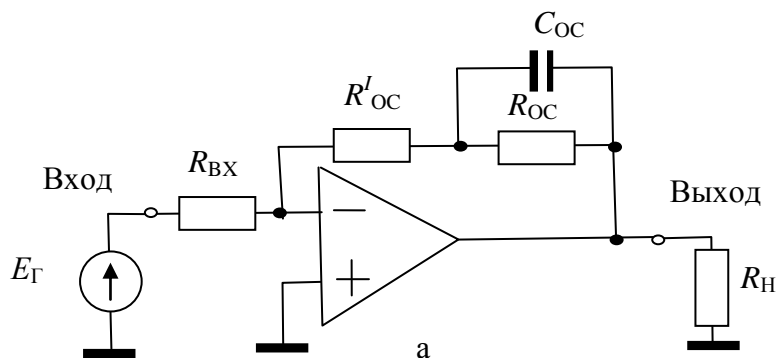 C_ОС
R^I_ОС
R_ОС
R_ВХ
Вход
Выход
−
+
E_Г
R_Н
а